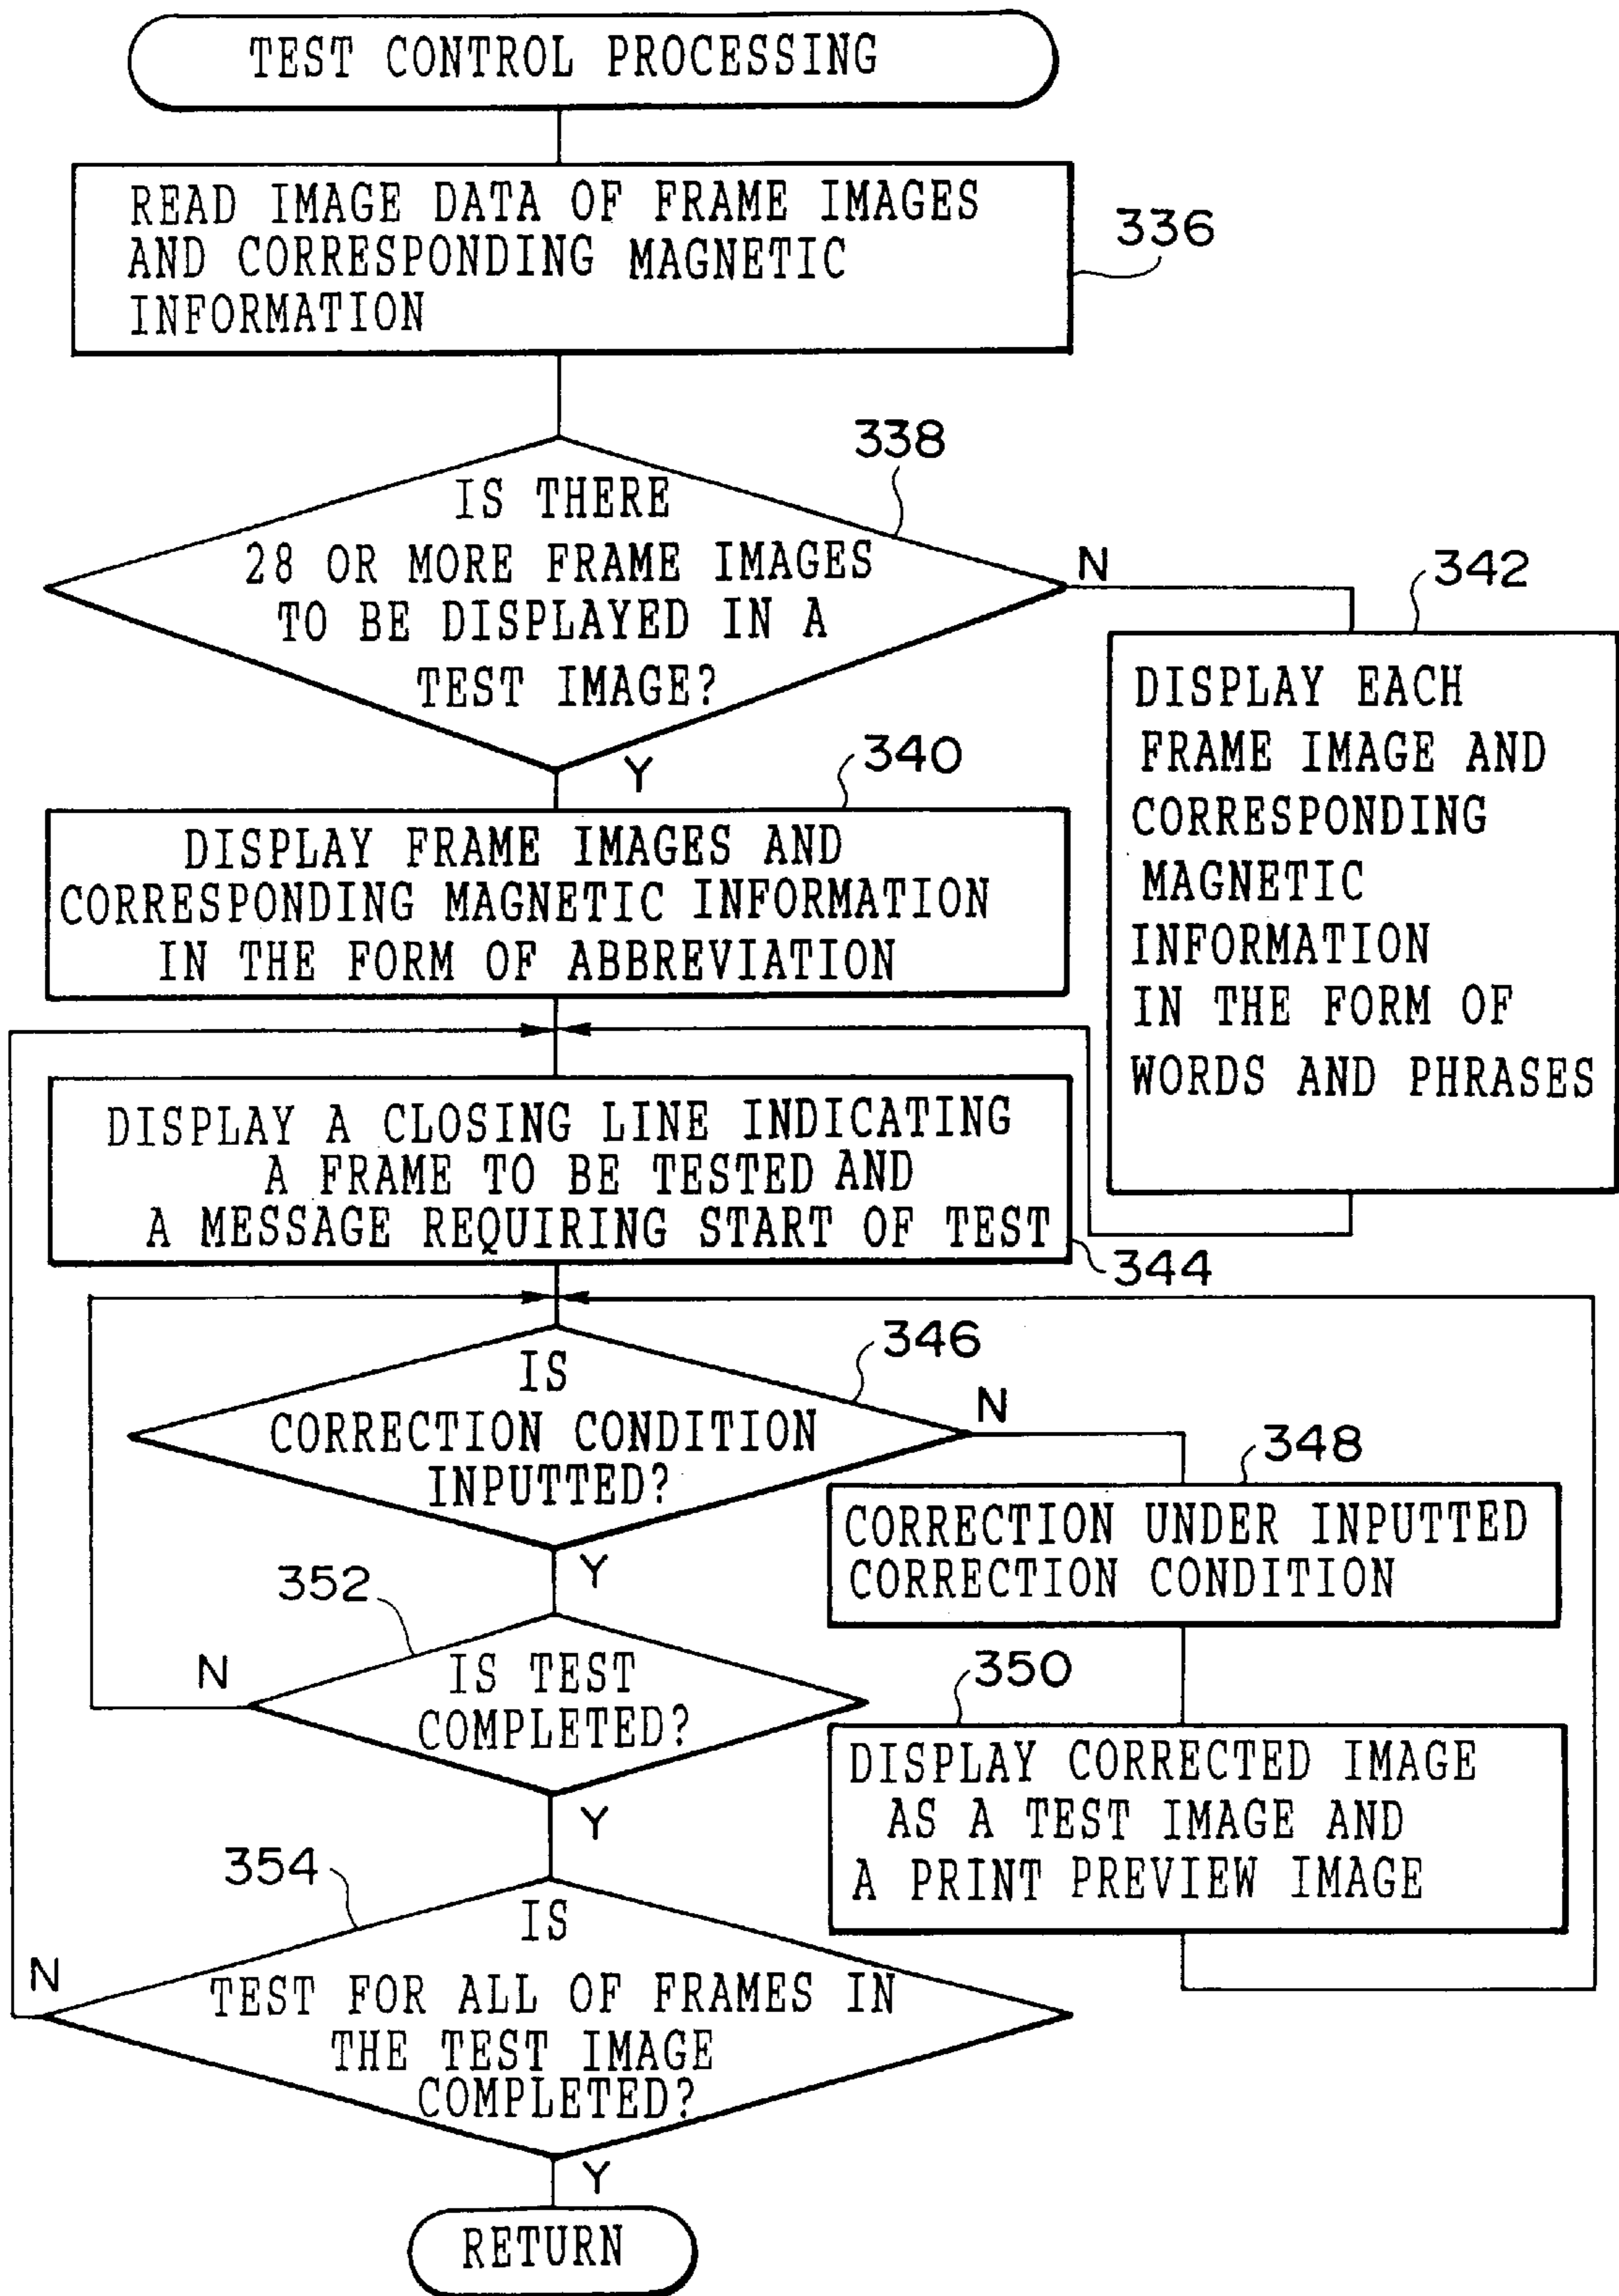 TEST CONTROL PROCESSING
READ IMAGE DATA OF FRAME IMAGES
AND CORRESPONDING MAGNETIC
INFORMATION
336
338
IS THERE
28 OR MORE FRAME IMAGES
TO BE DISPLAYED IN A
TEST IMAGE?
N
Y
342
DISPLAY EACH
FRAME IMAGE AND
CORRESPONDING
MAGNETIC
INFORMATION
IN THE FORM OF
WORDS AND PHRASES
340
DISPLAY FRAME IMAGES AND
CORRESPONDING MAGNETIC INFORMATION
IN THE FORM OF ABBREVIATION
DISPLAY A CLOSING LINE INDICATING
A FRAME TO BE TESTED AND
A MESSAGE REQUIRING START OF TEST
344
346
IS
CORRECTION CONDITION
INPUTTED?
N
Y
348
CORRECTION UNDER INPUTTED
CORRECTION CONDITION
350
DISPLAY CORRECTED IMAGE
AS A TEST IMAGE AND
A PRINT PREVIEW IMAGE
352
N
IS TEST
COMPLETED?
Y
354
N
IS
TEST FOR ALL OF FRAMES IN
THE TEST IMAGE
COMPLETED?
Y
RETURN